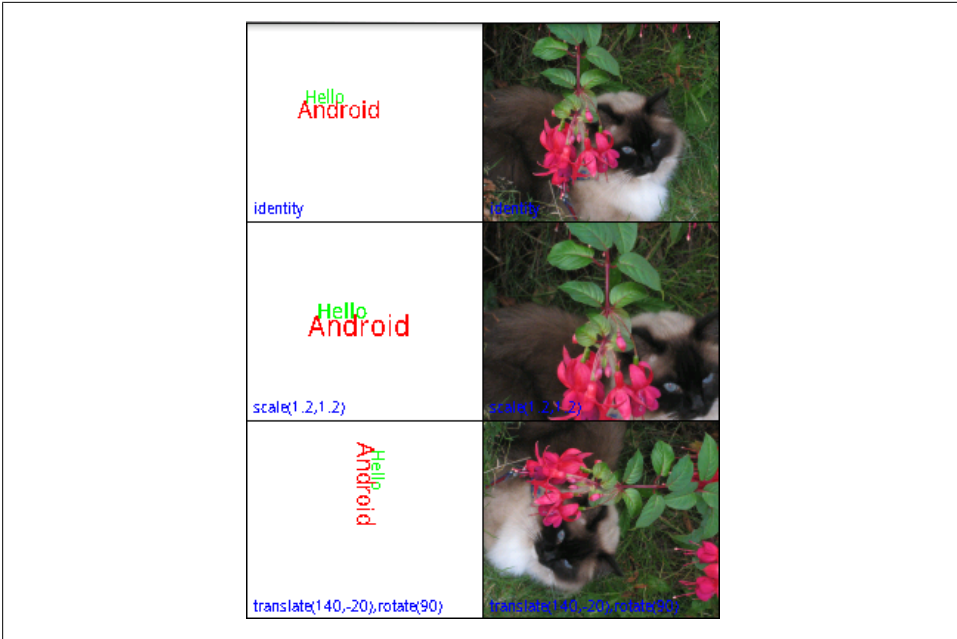 Hello
Android
identity
identity
Hello
Android
scale(1.2,1.2)
scale(1.2,1.2)
Hello
Android
translate(140,-20),rotate(90)
translate(140,-20),rotate(90)